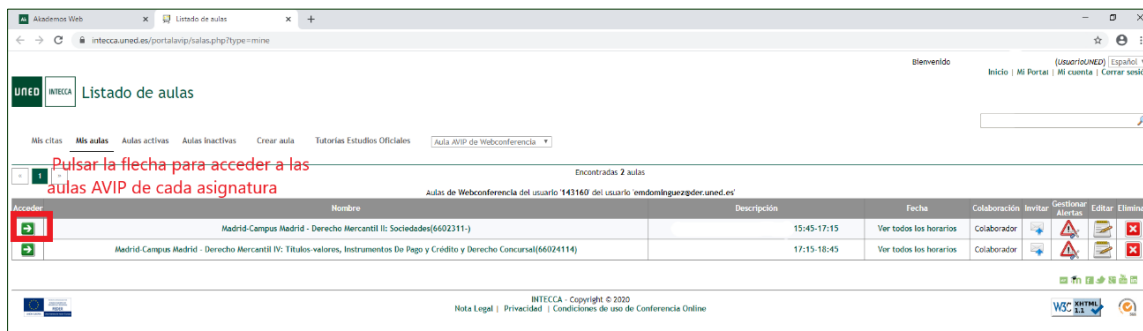 Akademos Web
Listado de aulas
intecca.uned.es/portalavip/salas.php?type=mine
Bienvenido (UsuarioUNED) Español
Inicio | Mi Portal | Mi cuenta | Cerrar sesió
UNED INTECCA Listado de aulas
Mis citas Mis aulas Aulas activas Aulas inactivas Crear aula Tutorías Estudios Oficiales Aula AVIP de Webconferencia
Pulsar la flecha para acceder a las
aulas AVIP de cada asignatura
1
Encontradas 2 aulas
Aulas de Webconferencia del usuario '143160' del usuario 'emdominguez@der.uned.es'
Acceder Nombre Descripción Fecha Colaboración Invitar Gestionar Alertas Editar Elimina
Madrid-Campus Madrid - Derecho Mercantil II: Sociedades(6602311-) 15:45-17:15 Ver todos los horarios Colaborador
Madrid-Campus Madrid - Derecho Mercantil IV: Títulos-valores, Instrumentos De Pago y Crédito y Derecho Concursal(66024114) 17:15-18:45 Ver todos los horarios Colaborador
INTECCA - Copyright © 2020
Nota Legal | Privacidad | Condiciones de uso de Conferencia Online
W3C XHTML 1.1